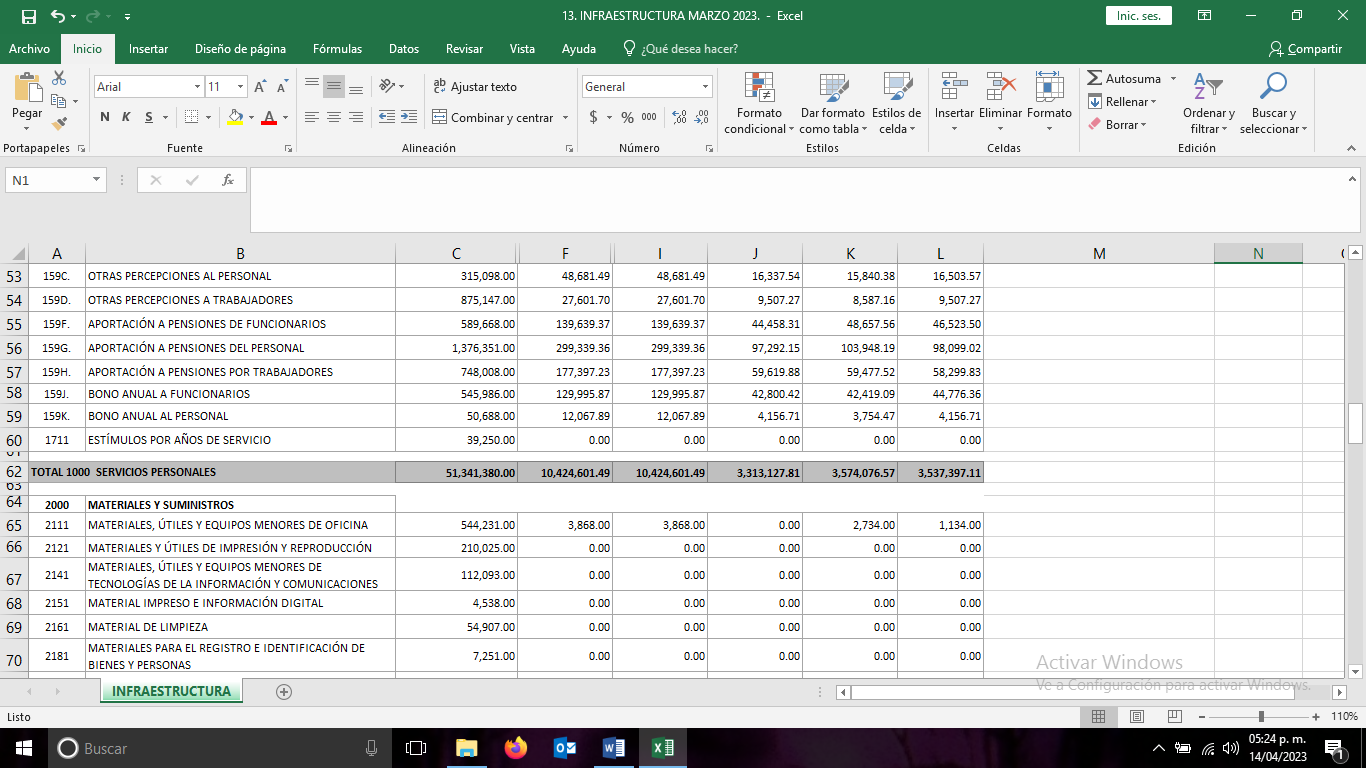 13. INFRAESTRUCTURA MARZO 2023. - Excel
Inic. ses.
Archivo Inicio Insertar Diseño de página Fórmulas Datos Revisar Vista Ayuda ¿Qué desea hacer? Compartir
Pegar
Portapapeles
Arial 11
N K S
Fuente
Ajustar texto
Combinar y centrar
Alineación
General
$ % 000
Número
Formato condicional
Dar formato como tabla
Estilos de celda
Estilos
Insertar Eliminar Formato
Celdas
Autosuma
Rellenar
Borrar
Ordenar y filtrar
Buscar y seleccionar
Edición
N1 fx
A B C F I J K L M N
53 159C. OTRAS PERCEPCIONES AL PERSONAL 315,098.00 48,681.49 48,681.49 16,337.54 15,840.38 16,503.57
54 159D. OTRAS PERCEPCIONES A TRABAJADORES 875,147.00 27,601.70 27,601.70 9,507.27 8,587.16 9,507.27
55 159F. APORTACIÓN A PENSIONES DE FUNCIONARIOS 589,668.00 139,639.37 139,639.37 44,458.31 48,657.56 46,523.50
56 159G. APORTACIÓN A PENSIONES DEL PERSONAL 1,376,351.00 299,339.36 299,339.36 97,292.15 103,948.19 98,099.02
57 159H. APORTACIÓN A PENSIONES POR TRABAJADORES 748,008.00 177,397.23 177,397.23 59,619.88 59,477.52 58,299.83
58 159J. BONO ANUAL A FUNCIONARIOS 545,986.00 129,995.87 129,995.87 42,800.42 42,419.09 44,776.36
59 159K. BONO ANUAL AL PERSONAL 50,688.00 12,067.89 12,067.89 4,156.71 3,754.47 4,156.71
60 1711 ESTÍMULOS POR AÑOS DE SERVICIO 39,250.00 0.00 0.00 0.00 0.00 0.00
61
62 TOTAL 1000 SERVICIOS PERSONALES 51,341,380.00 10,424,601.49 10,424,601.49 3,313,127.81 3,574,076.57 3,537,397.11
63
64 2000 MATERIALES Y SUMINISTROS
65 2111 MATERIALES, ÚTILES Y EQUIPOS MENORES DE OFICINA 544,231.00 3,868.00 3,868.00 0.00 2,734.00 1,134.00
66 2121 MATERIALES Y ÚTILES DE IMPRESIÓN Y REPRODUCCIÓN 210,025.00 0.00 0.00 0.00 0.00 0.00
67 2141 MATERIALES, ÚTILES Y EQUIPOS MENORES DE
TECNOLOGÍAS DE LA INFORMACIÓN Y COMUNICACIONES 112,093.00 0.00 0.00 0.00 0.00 0.00
68 2151 MATERIAL IMPRESO E INFORMACIÓN DIGITAL 4,538.00 0.00 0.00 0.00 0.00 0.00
69 2161 MATERIAL DE LIMPIEZA 54,907.00 0.00 0.00 0.00 0.00 0.00
70 2181 MATERIALES PARA EL REGISTRO E IDENTIFICACIÓN DE
BIENES Y PERSONAS 7,251.00 0.00 0.00 0.00 0.00 0.00
Activar Windows
Ve a Configuración para activar Windows.
INFRAESTRUCTURA
Listo 110%
Buscar
05:24 p. m.
14/04/2023
1